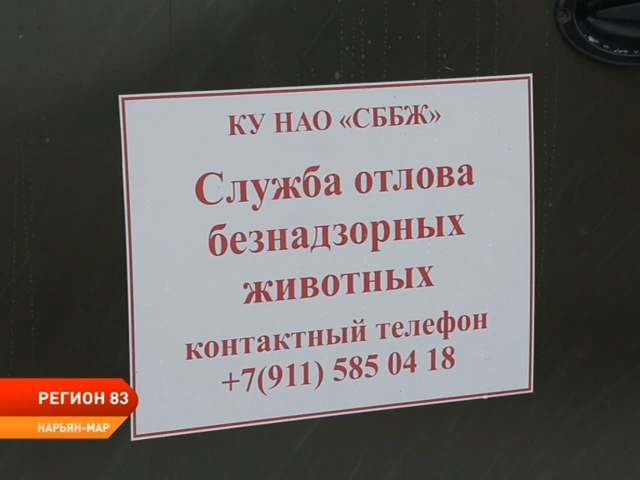 КУ НАО «СББЖ»
Служба отлова
безнадзорных
животных
контактный телефон
+7(911) 585 04 18
РЕГИОН 83
НАРЬЯН-МАР